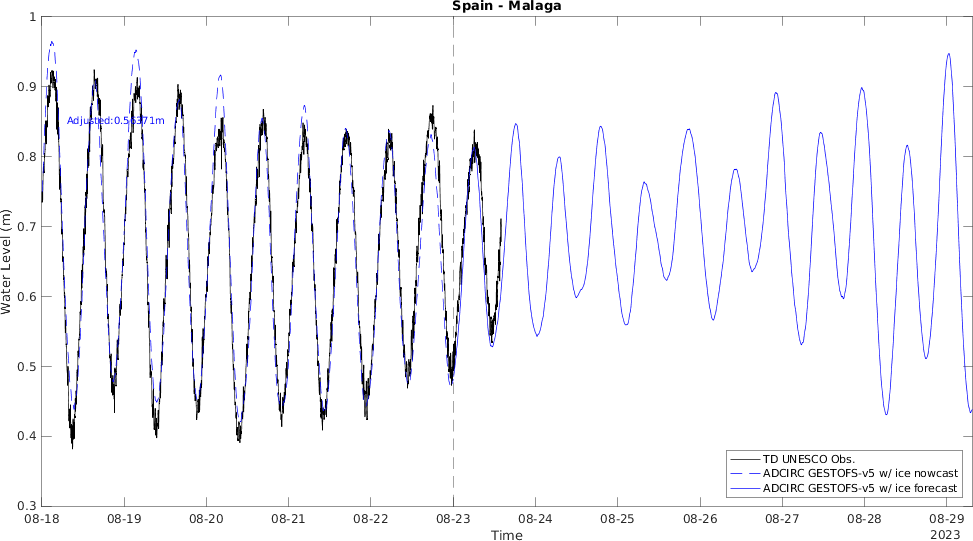 Spain - Malaga
1
0.9
0.8
0.7
0.6
0.5
0.4
0.3
Water Level (m)
Adjusted:0.56371m
TD UNESCO Obs.
ADCIRC GESTOFS-v5 w/ ice nowcast
ADCIRC GESTOFS-v5 w/ ice forecast
08-18 08-19 08-20 08-21 08-22 08-23 08-24 08-25 08-26 08-27 08-28 08-29
2023
Time